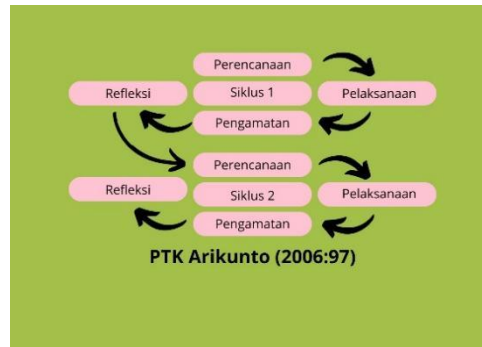 Perencanaan
Refleksi
Siklus 1
Pelaksanaan
Pengamatan
Perencanaan
Refleksi
Siklus 2
Pelaksanaan
Pengamatan
PTK Arikunto (2006:97)